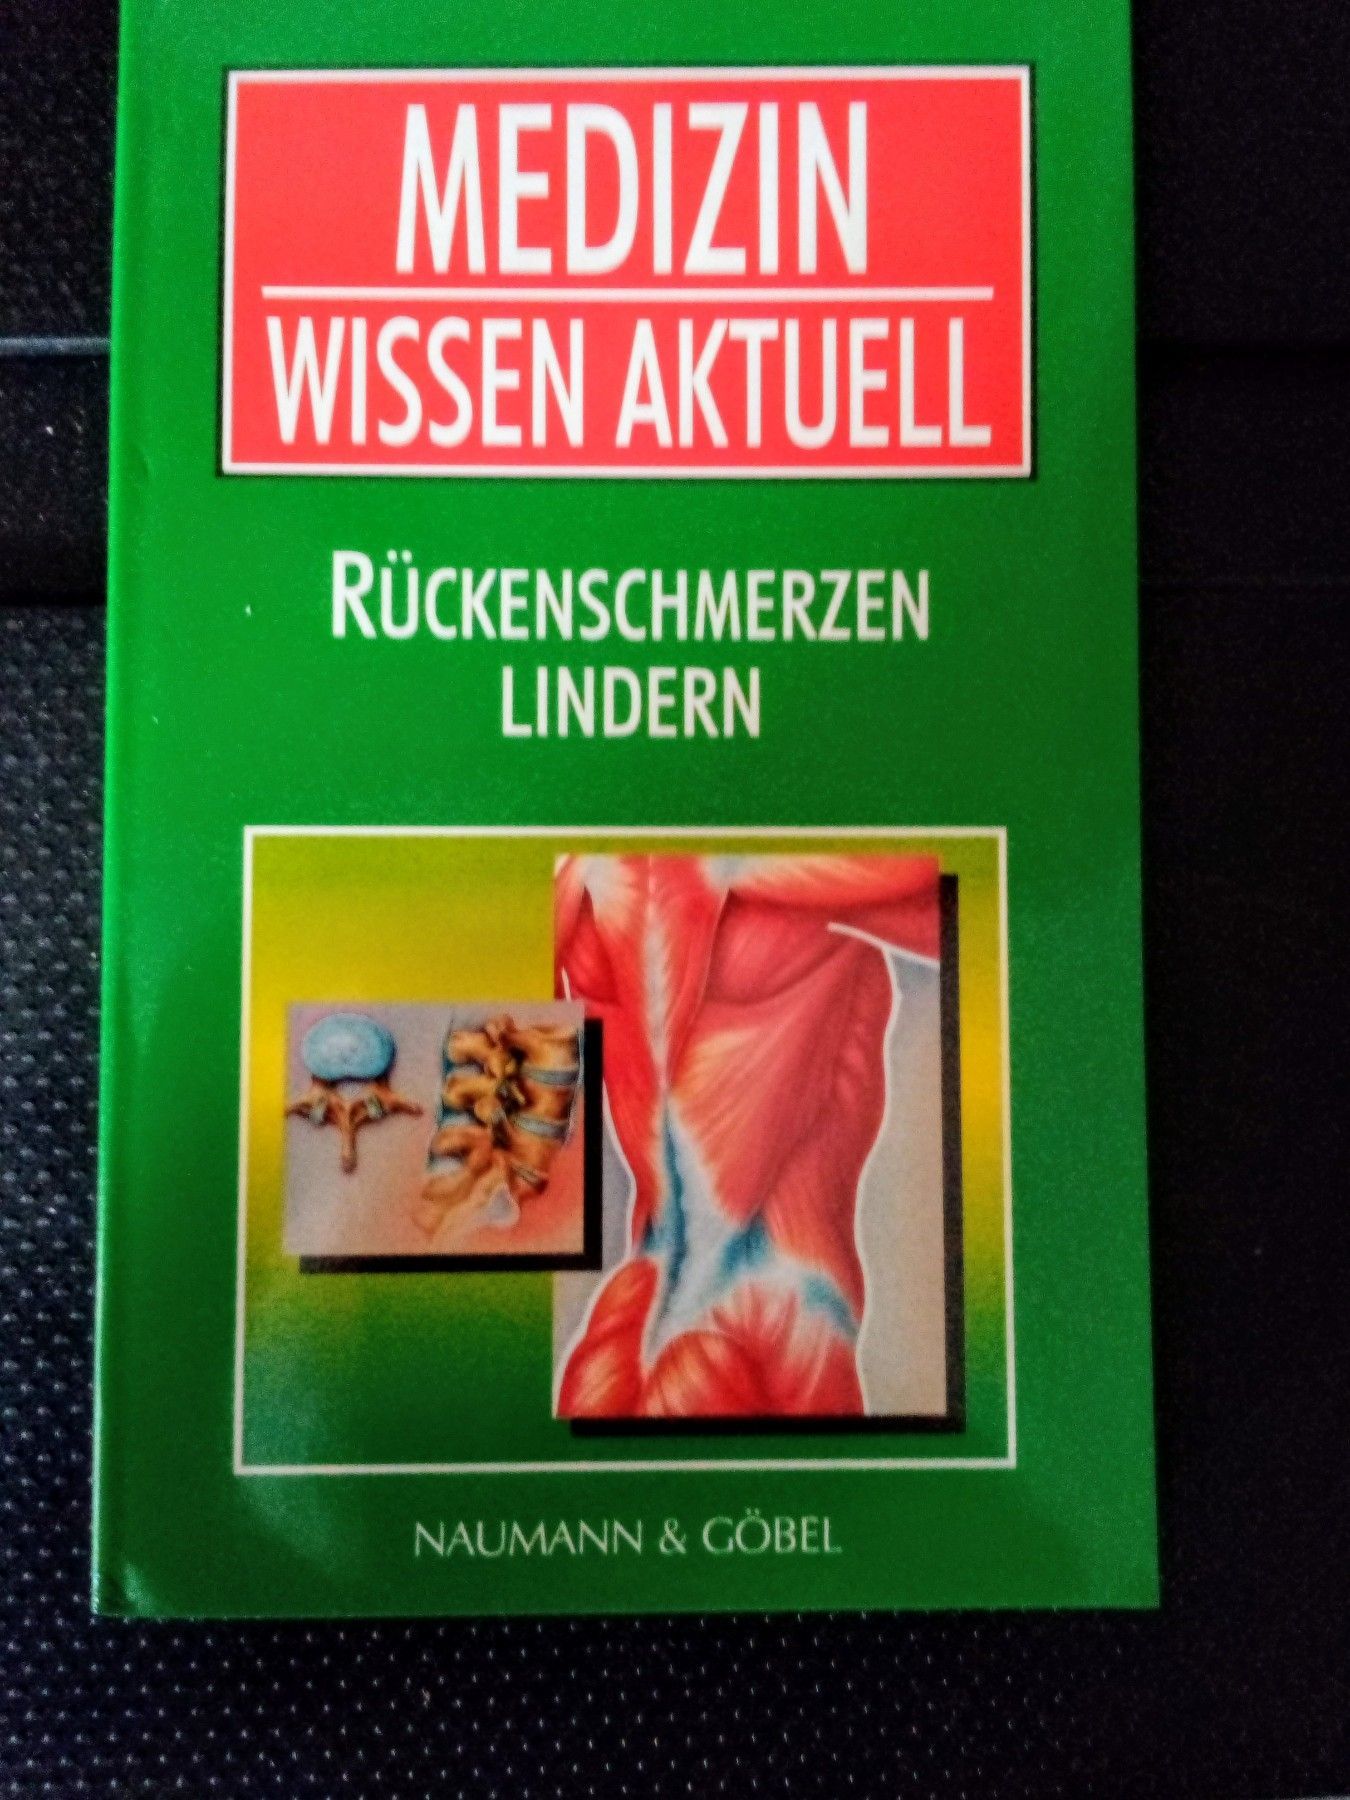 MEDIZIN
WISSEN AKTUELL
RÜCKENSCHMERZEN
LINDERN
NAUMANN & GÖBEL